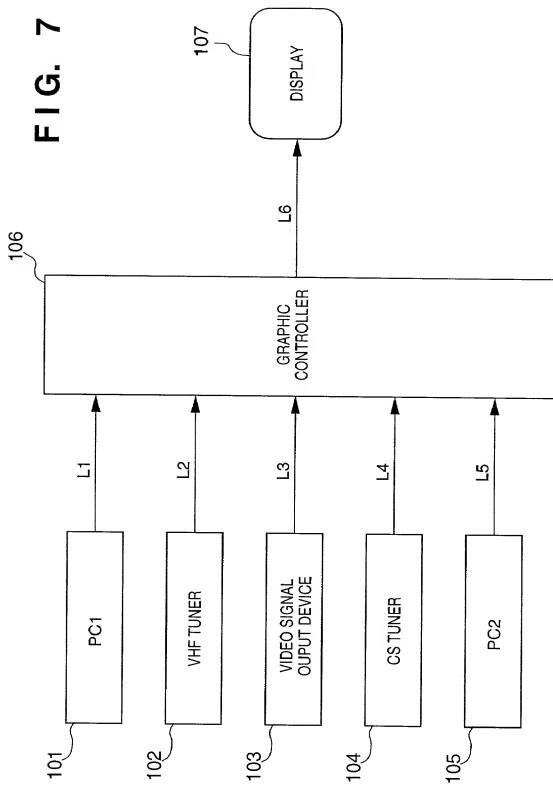 FIG. 7
101
PC1
L1
102
VHF TUNER
L2
103
VIDEO SIGNAL
OUPUT DEVICE
L3
104
CS TUNER
L4
105
PC2
L5
106
GRAPHIC
CONTROLLER
L6
107
DISPLAY